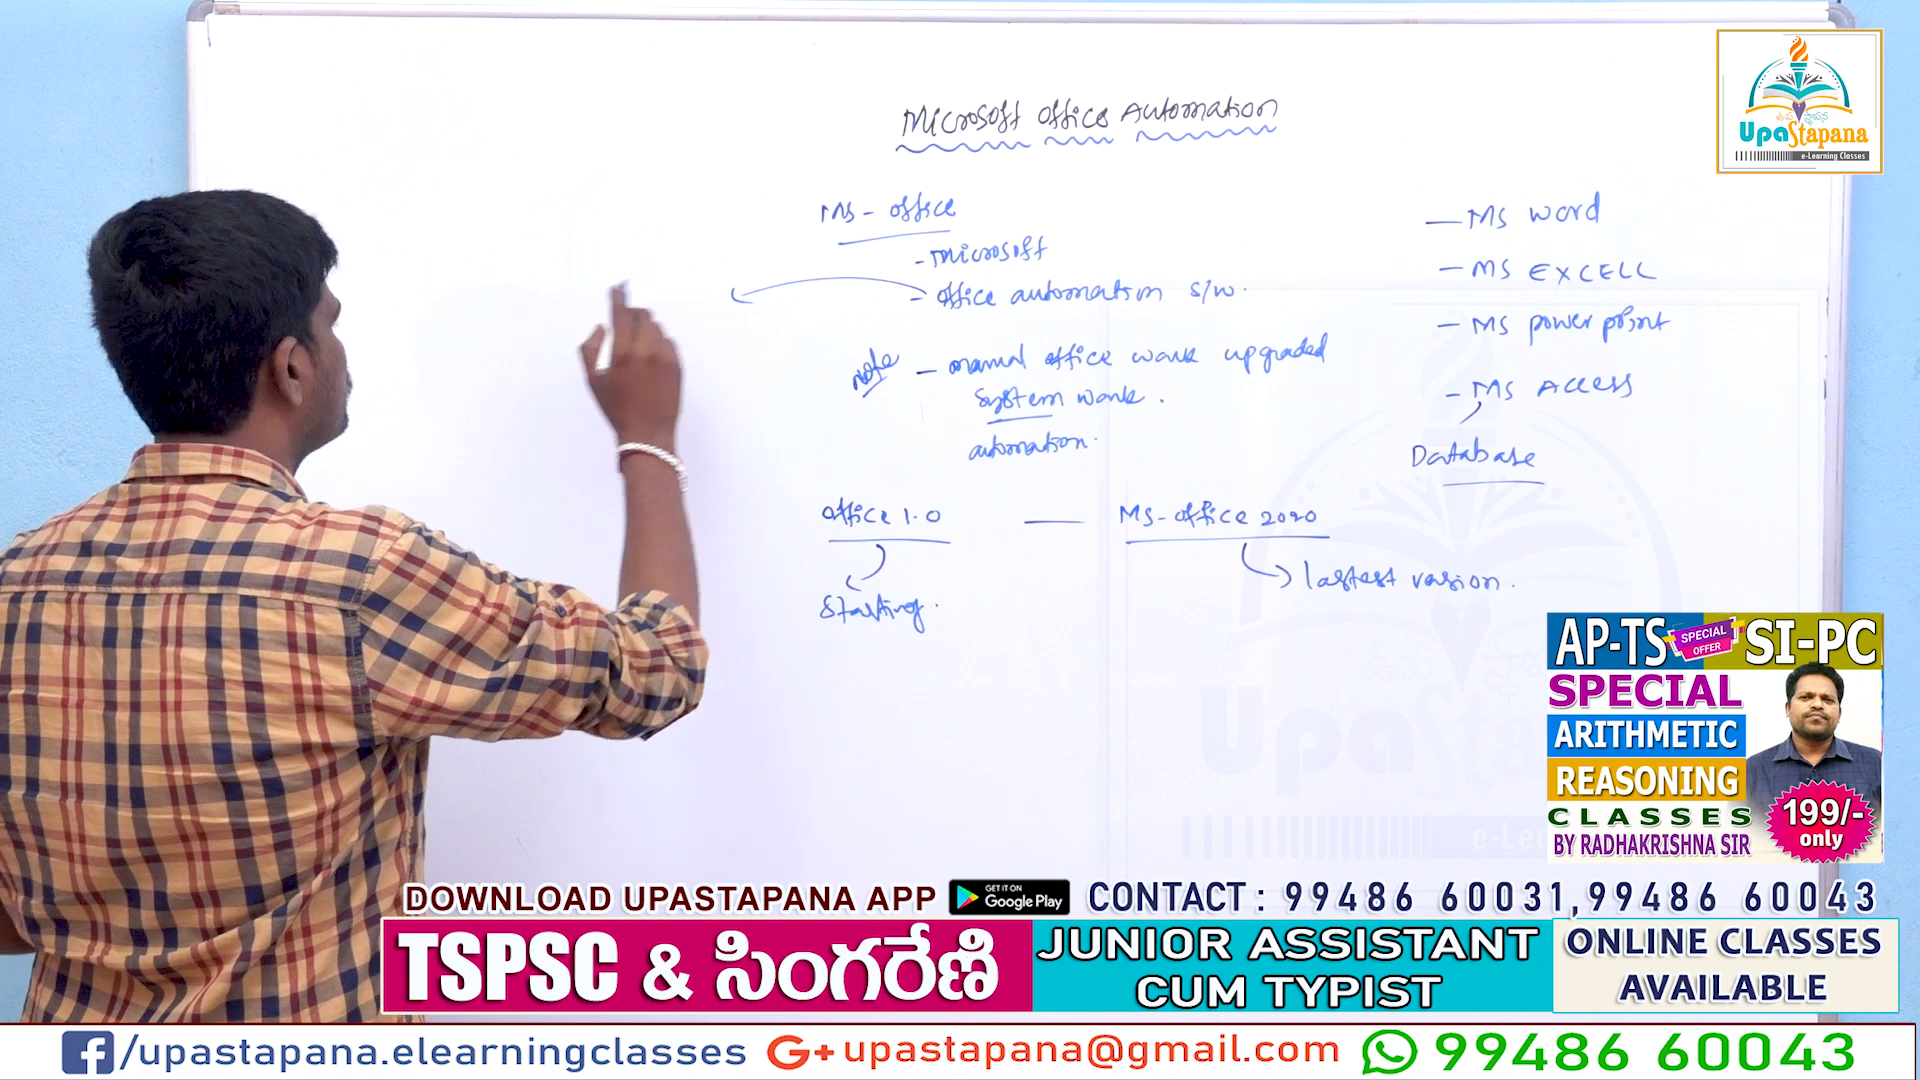 Microsoft office Automation
MS - office
- Microsoft
- office automation s/w.
note - manual office work upgraded
system work.
automation.
office 1.0 — MS-office 2020
starting.
lastest vasion.
— MS word
- MS EXCELL
- MS power point
- MS Access
Database
ఉపస్థాపన
UpaStapana
e-Learning Classes
AP-TS SPECIAL OFFER SI-PC
SPECIAL
ARITHMETIC
REASONING
CLASSES
BY RADHAKRISHNA SIR
199/-
only
DOWNLOAD UPASTAPANA APP GET IT ON Google Play CONTACT : 99486 60031,99486 60043
TSPSC & సింగరేణి
JUNIOR ASSISTANT
CUM TYPIST
ONLINE CLASSES
AVAILABLE
f/upastapana.elearningclasses G+ upastapana@gmail.com 99486 60043